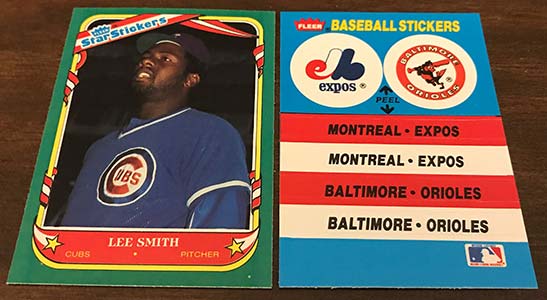 Fleer
Star Stickers
CUBS
LEE SMITH
CUBS • PITCHER
FLEER BASEBALL STICKERS
eb
expos ®
BALTIMORE
ORIOLES
®
PEEL
MONTREAL • EXPOS
MONTREAL • EXPOS
BALTIMORE • ORIOLES
BALTIMORE • ORIOLES